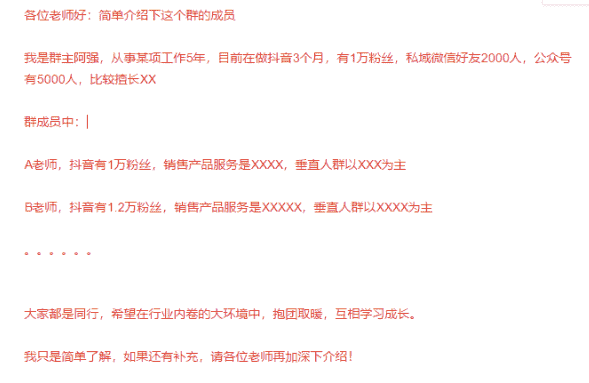 各位老师好：简单介绍下这个群的成员
我是群主阿强，从事某项工作5年，目前在做抖音3个月，有1万粉丝，私域微信好友2000人，公众号
有5000人，比较擅长XX
群成员中：
A老师，抖音有1万粉丝，销售产品服务是XXXX，垂直人群以XXX为主
B老师，抖音有1.2万粉丝，销售产品服务是XXXXX，垂直人群以XXXX为主
。。。。。。
大家都是同行，希望在行业内卷的大环境中，抱团取暖，互相学习成长。
我只是简单了解，如果还有补充，请各位老师再加深下介绍！